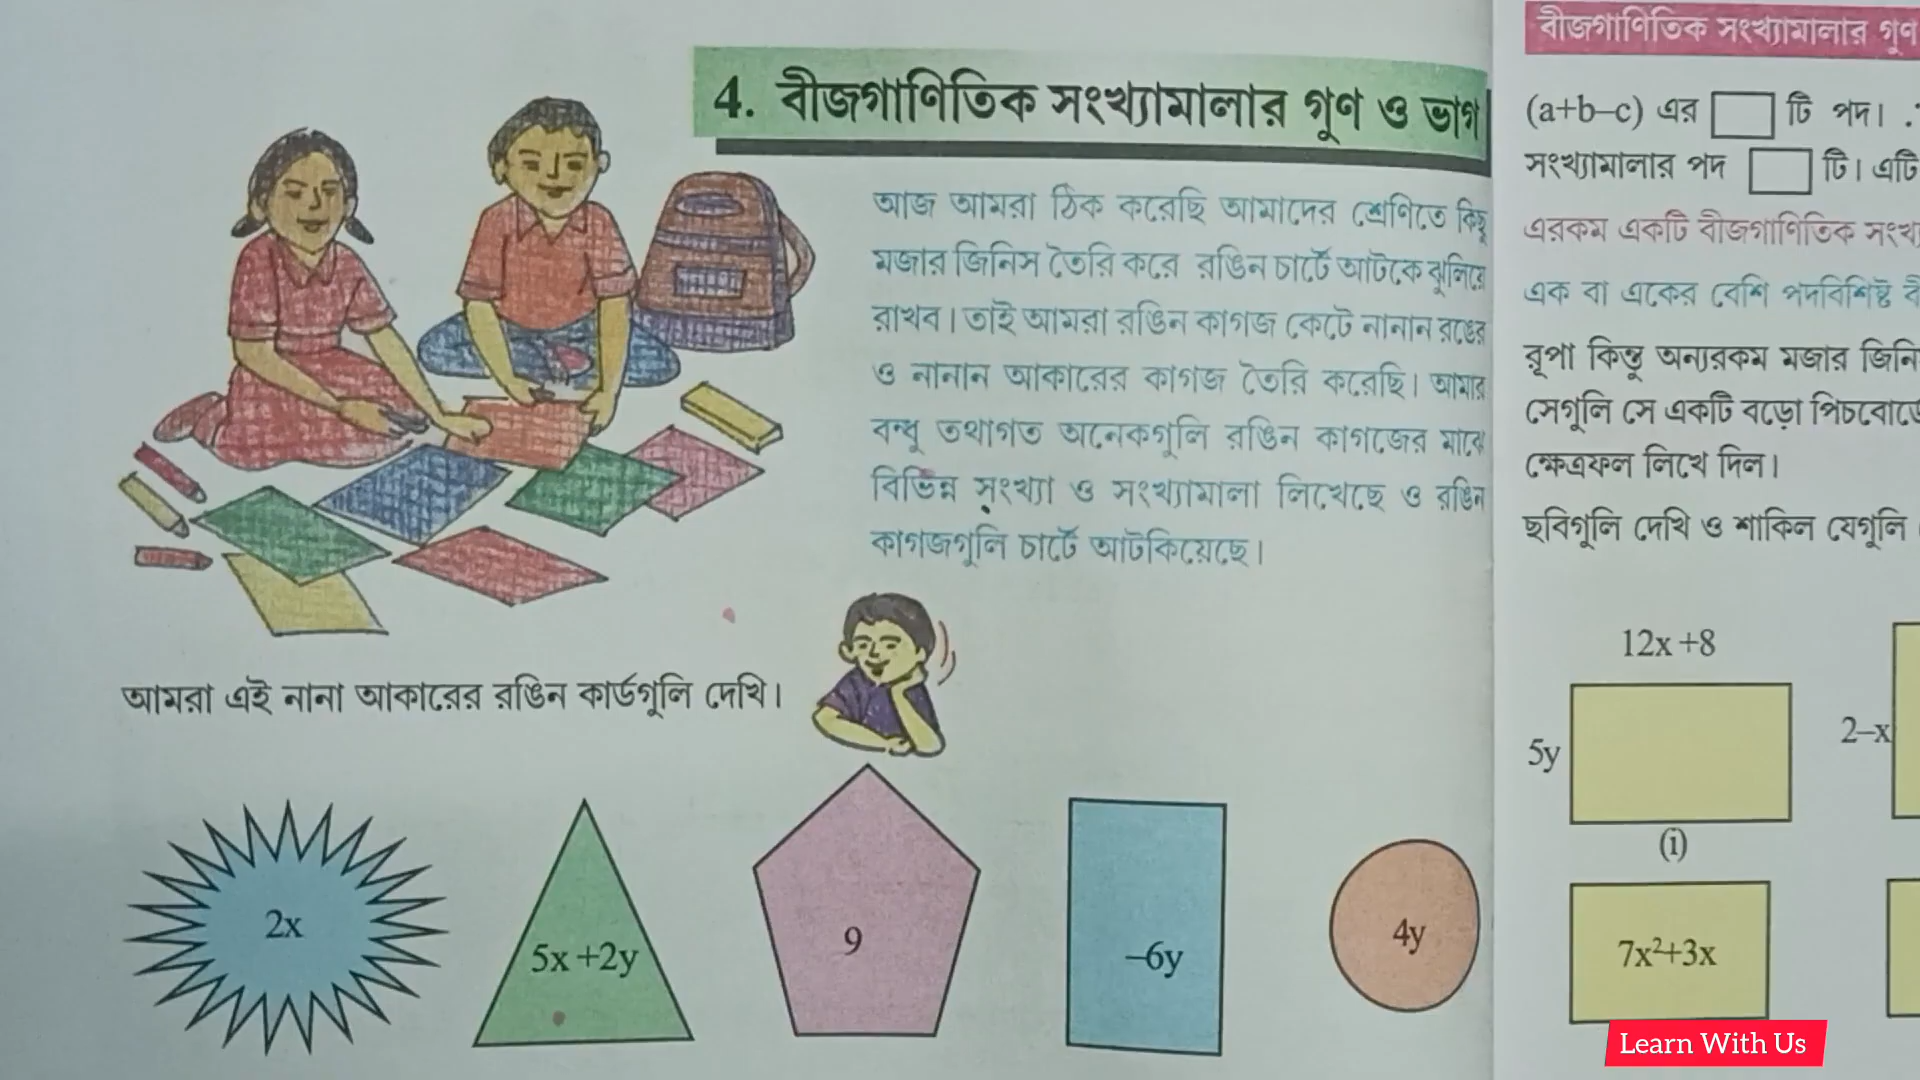 4. বীজগাণিতিক সংখ্যামালার গুণ ও ভাগ
আজ আমরা ঠিক করেছি আমাদের শ্রেণিতে কিছু
মজার জিনিস তৈরি করে রঙিন চার্টে আটকে ঝুলিয়ে
রাখব। তাই আমরা রঙিন কাগজ কেটে নানান রঙের
ও নানান আকারের কাগজ তৈরি করেছি। আমার
বন্ধু তথাগত অনেকগুলি রঙিন কাগজের মাঝে
বিভিন্ন সংখ্যা ও সংখ্যামালা লিখেছে ও রঙিন
কাগজগুলি চার্টে আটকিয়েছে।
আমরা এই নানা আকারের রঙিন কার্ডগুলি দেখি।
2x
5x+2y
9
–6y
4y
বীজগাণিতিক সংখ্যামালার গুণ
(a+b–c) এর টি পদ।
সংখ্যামালার পদ টি। এটি
এরকম একটি বীজগাণিতিক
এক বা একের বেশি পদবিশিষ্ট
রূপা কিন্তু অন্যরকম মজার
সেগুলি সে একটি বড়ো
ক্ষেত্রফল লিখে দিল।
ছবিগুলি দেখি ও শাকিল যেগুলি
12x+8
5y
2–x
(i)
7x²+3x
Learn With Us